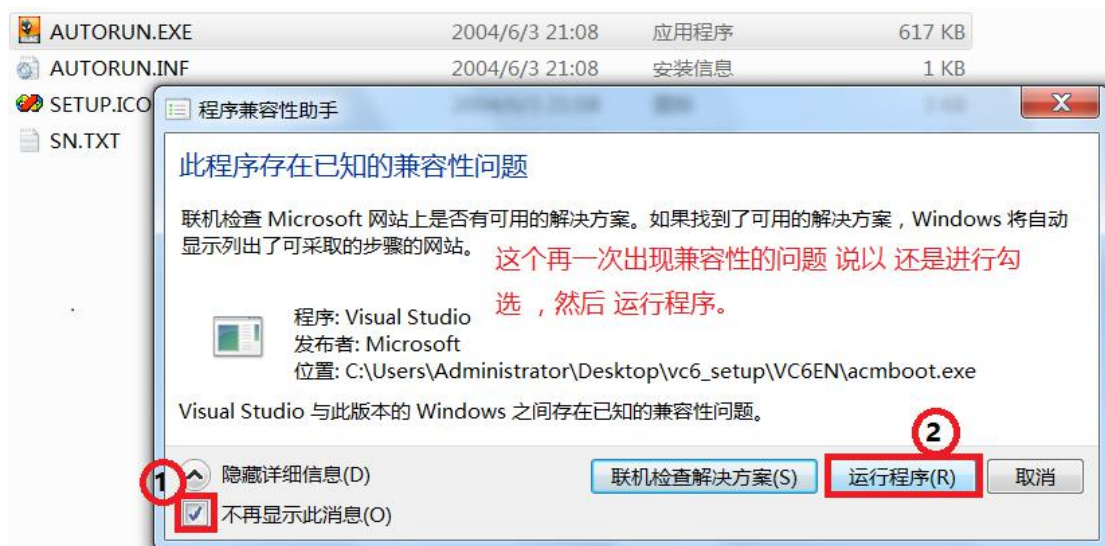 AUTORUN.EXE 2004/6/3 21:08 应用程序 617 KB
AUTORUN.INF 2004/6/3 21:08 安装信息 1 KB
SETUP.ICO
SN.TXT
程序兼容性助手
此程序存在已知的兼容性问题
联机检查 Microsoft 网站上是否有可用的解决方案。如果找到了可用的解决方案，Windows 将自动
显示列出了可采取的步骤的网站。
这个再一次出现兼容性的问题 说以 还是进行勾
选 ，然后 运行程序。
程序: Visual Studio
发布者: Microsoft
位置: C:\Users\Administrator\Desktop\vc6_setup\VC6EN\acmboot.exe
Visual Studio 与此版本的 Windows 之间存在已知的兼容性问题。
2
1
隐藏详细信息(D) 联机检查解决方案(S) 运行程序(R) 取消
不再显示此消息(O)